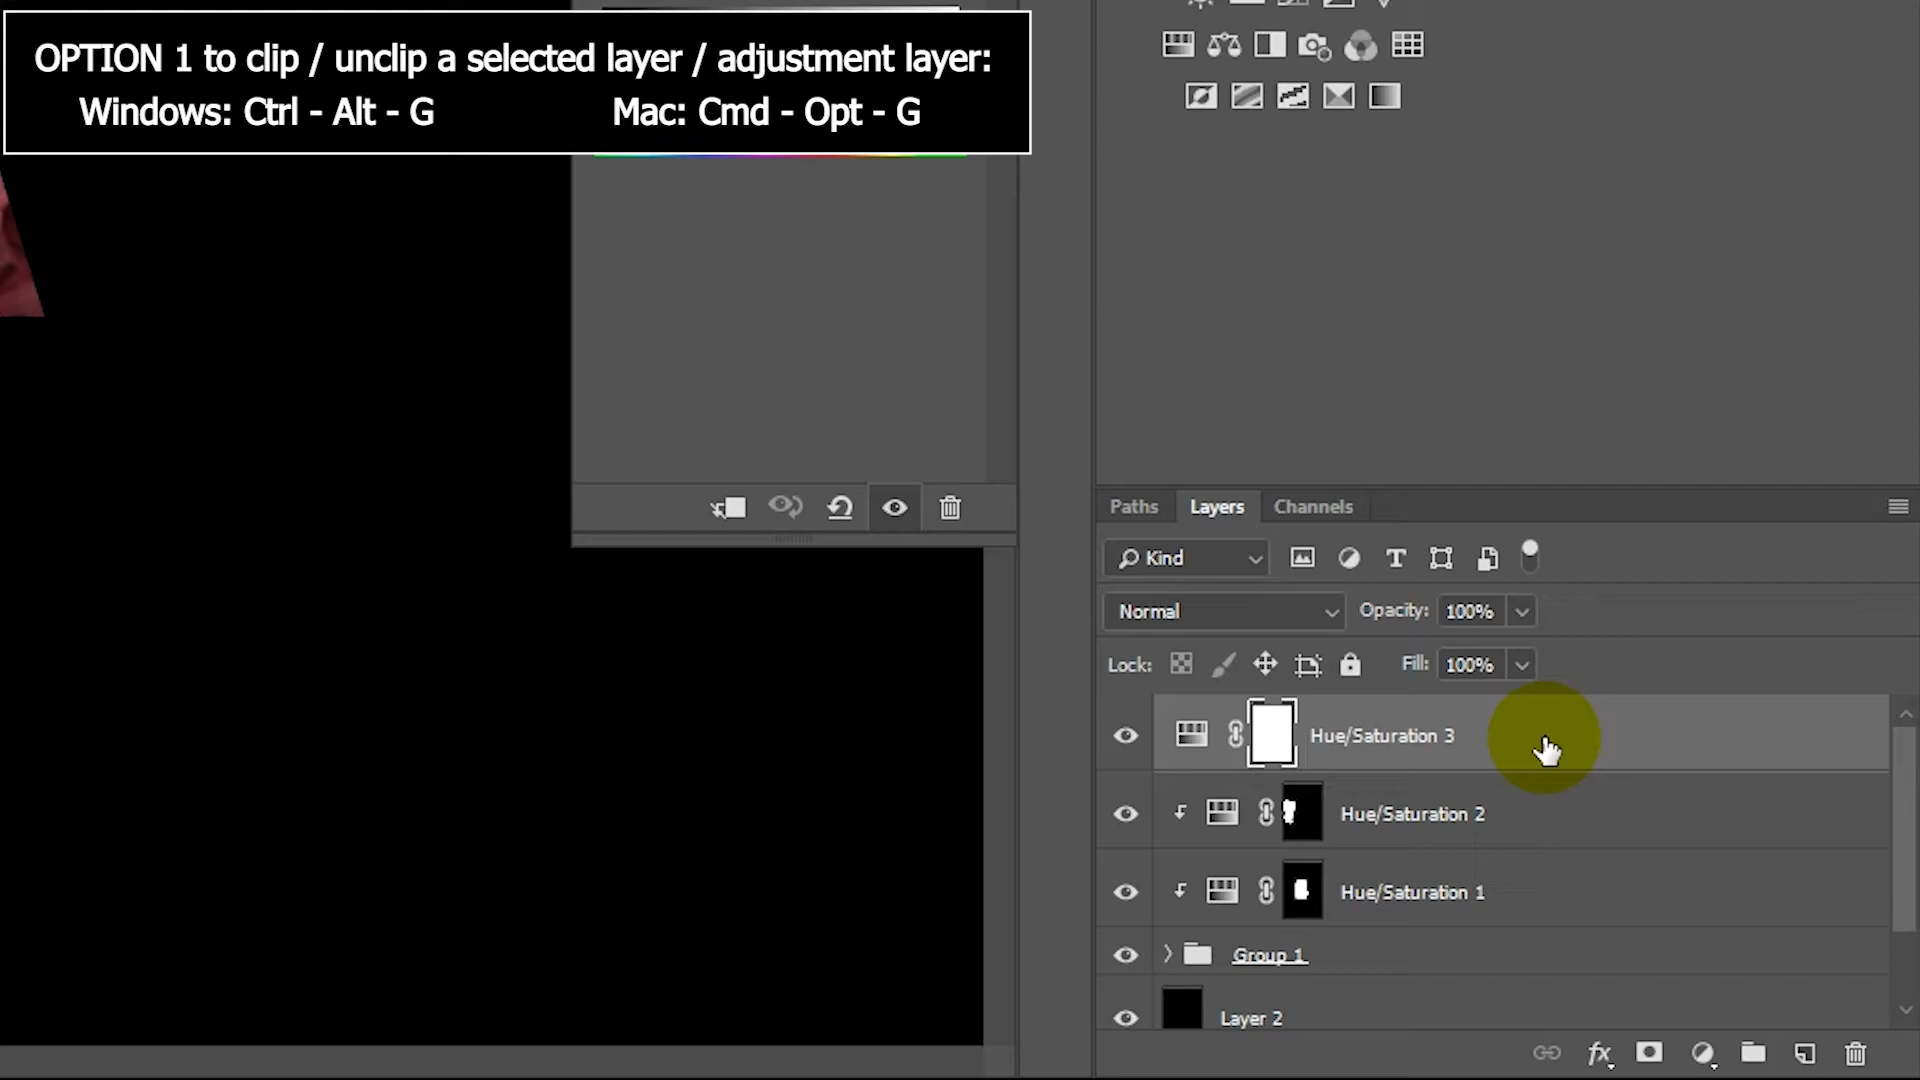 OPTION 1 to clip / unclip a selected layer / adjustment layer:
Windows: Ctrl - Alt - G
Mac: Cmd - Opt - G
Paths
Layers
Channels
Kind
Normal
Opacity: 100%
Lock:
Fill: 100%
Hue/Saturation 3
Hue/Saturation 2
Hue/Saturation 1
Group 1
Layer 2
fx